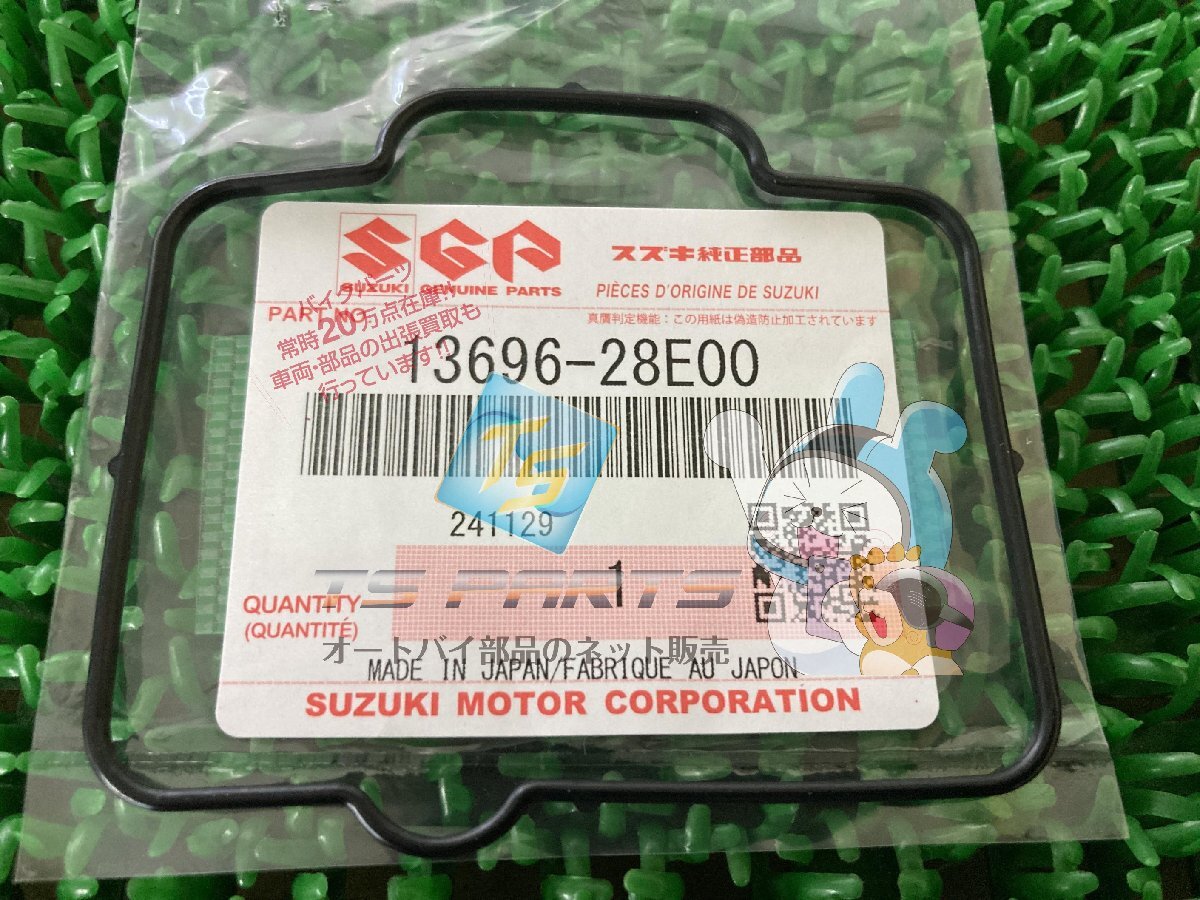 SGP
スズキ純正部品
SUZUKI GENUINE PARTS
PIÈCES D'ORIGINE DE SUZUKI
PART NO.
真贋判定機能：この用紙は偽造防止加工されています
バイクパーツ
常時20万点在庫!!
車両・部品の出張買取も
行っています!!
13696-28E00
TS
241129
1
TS PARTS
QUANTITY
(QUANTITÉ)
オートバイ部品のネット販売
MADE IN JAPAN/FABRIQUE AU JAPON
SUZUKI MOTOR CORPORATION